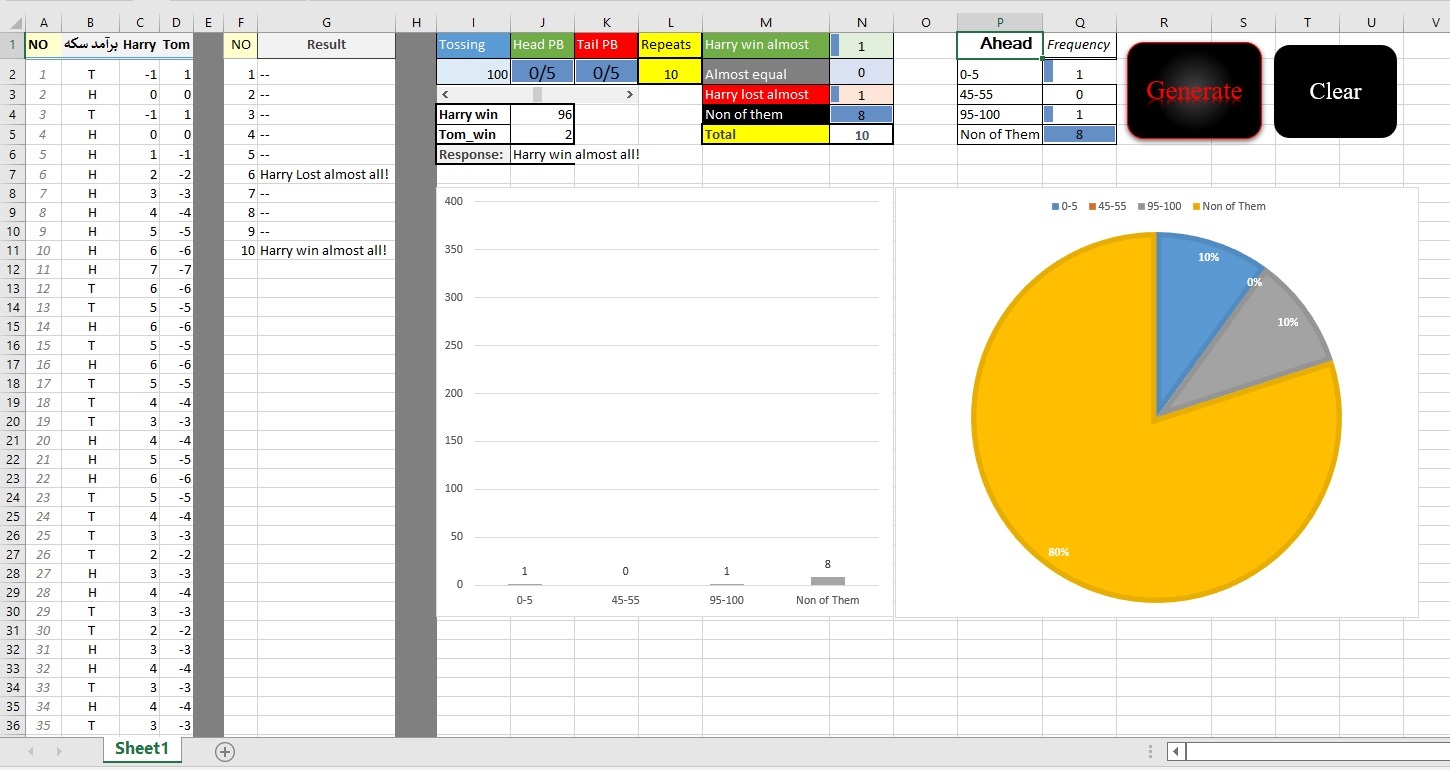 A B C D E F G H I J K L M N O P Q R S T U V
1 NO برآمد سکه Harry Tom NO Result Tossing Head PB Tail PB Repeats Harry win almost 1 Ahead Frequency
2 1 T -1 1 1 -- 100 0/5 0/5 10 Almost equal 0 0-5 1
3 2 H 0 0 2 -- < > Harry lost almost 1 45-55 0 Generate Clear
4 3 T -1 1 3 -- Harry win 96 Non of them 8 95-100 1
5 4 H 0 0 4 -- Tom_win 2 Total 10 Non of Them 8
6 5 H 1 -1 5 -- Response: Harry win almost all!
7 6 H 2 -2 6 Harry Lost almost all!
8 7 H 3 -3 7 --
9 8 H 4 -4 8 --
10 9 H 5 -5 9 --
11 10 H 6 -6 10 Harry win almost all!
12 11 H 7 -7
13 12 T 6 -6
14 13 T 5 -5
15 14 H 6 -6
16 15 T 5 -5
17 16 H 6 -6
18 17 T 5 -5
19 18 T 4 -4
20 19 T 3 -3
21 20 H 4 -4
22 21 H 5 -5
23 22 H 6 -6
24 23 T 5 -5
25 24 T 4 -4
26 25 T 3 -3
27 26 T 2 -2
28 27 H 3 -3
29 28 H 4 -4
30 29 T 3 -3
31 30 T 2 -2
32 31 H 3 -3
33 32 H 4 -4
34 33 T 3 -3
35 34 H 4 -4
36 35 T 3 -3
400
350
300
250
200
150
100
50
0
1 0 1 8
0-5 45-55 95-100 Non of Them
0-5 45-55 95-100 Non of Them
10%
0%
10%
80%
Sheet1